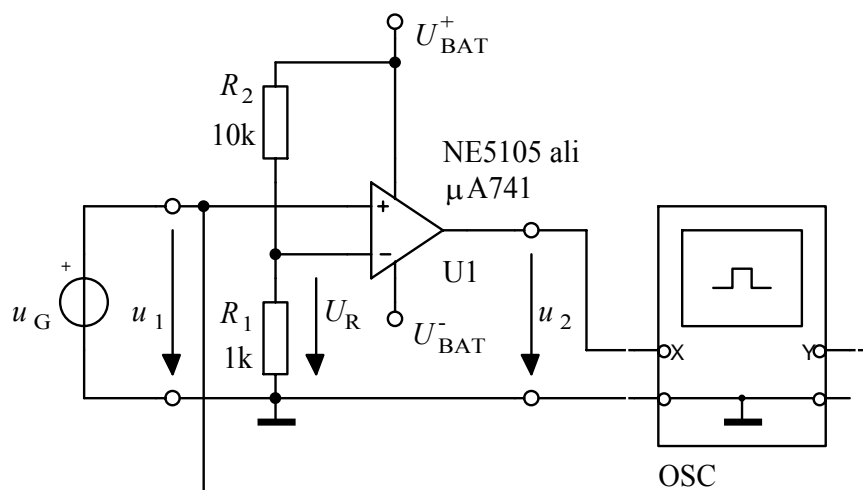 U⁺BAT
R2
10k
NE5105 ali
μA741
+
−
U1
+
uG
u1
R1
1k
UR
U⁻BAT
u2
X
Y
OSC